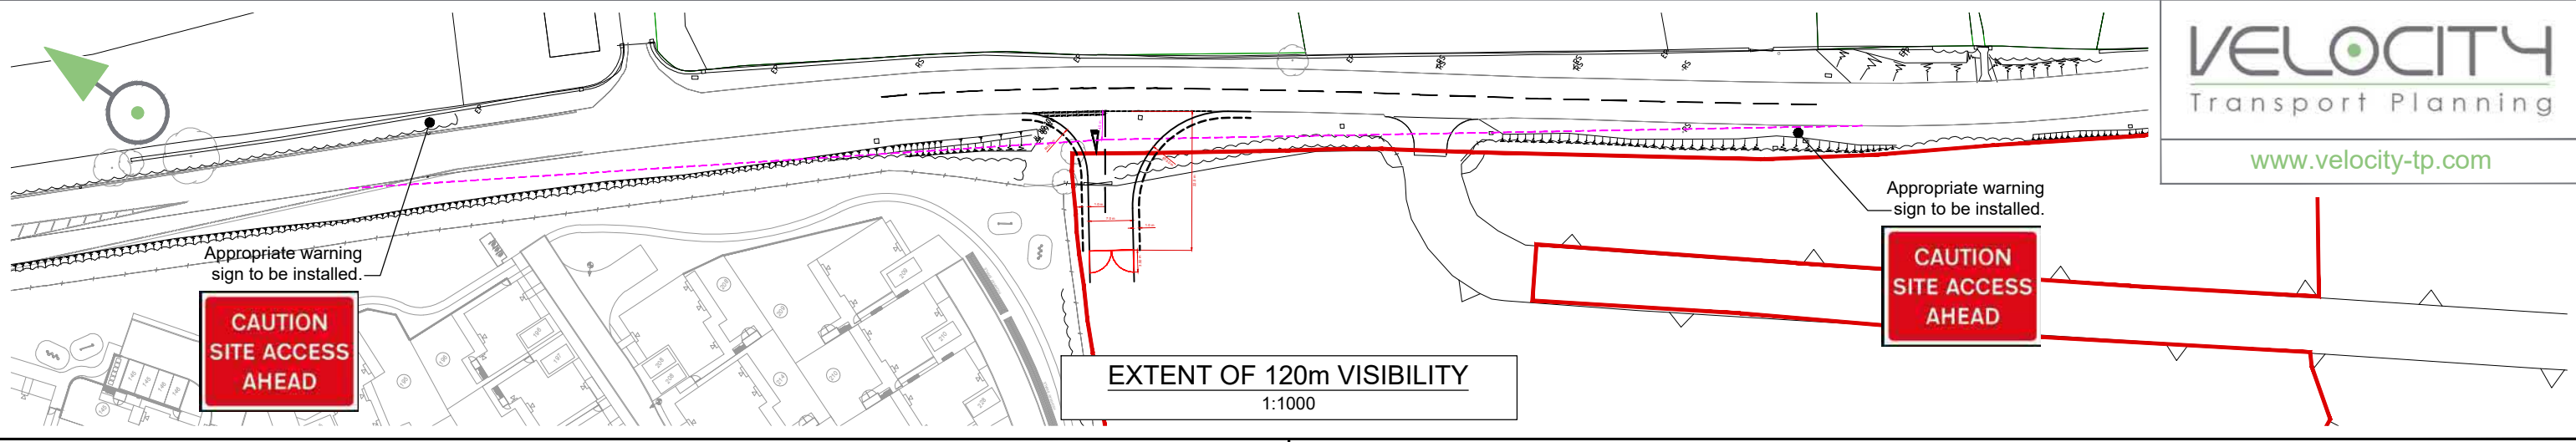 VELOCITY
Transport Planning
www.velocity-tp.com
Appropriate warning
sign to be installed.
CAUTION
SITE ACCESS
AHEAD
Appropriate warning
sign to be installed.
CAUTION
SITE ACCESS
AHEAD
EXTENT OF 120m VISIBILITY
1:1000